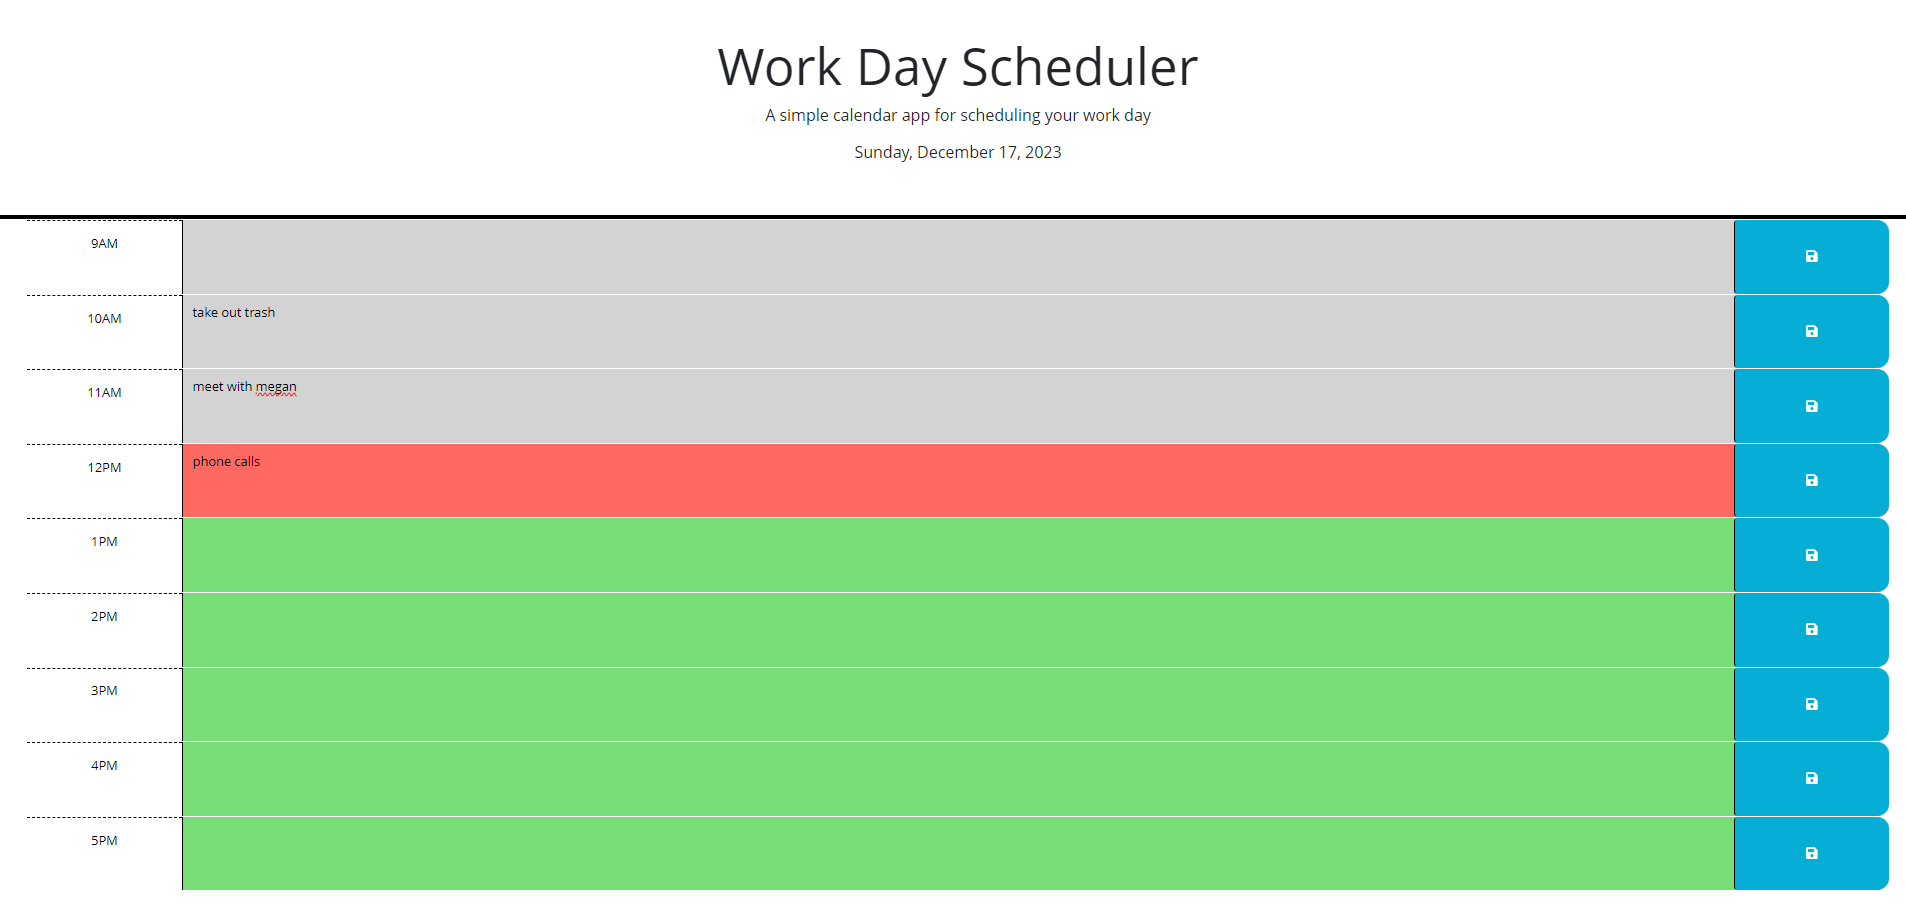 Work Day Scheduler
A simple calendar app for scheduling your work day
Sunday, December 17, 2023
9AM
10AM take out trash
11AM meet with megan
12PM phone calls
1PM
2PM
3PM
4PM
5PM